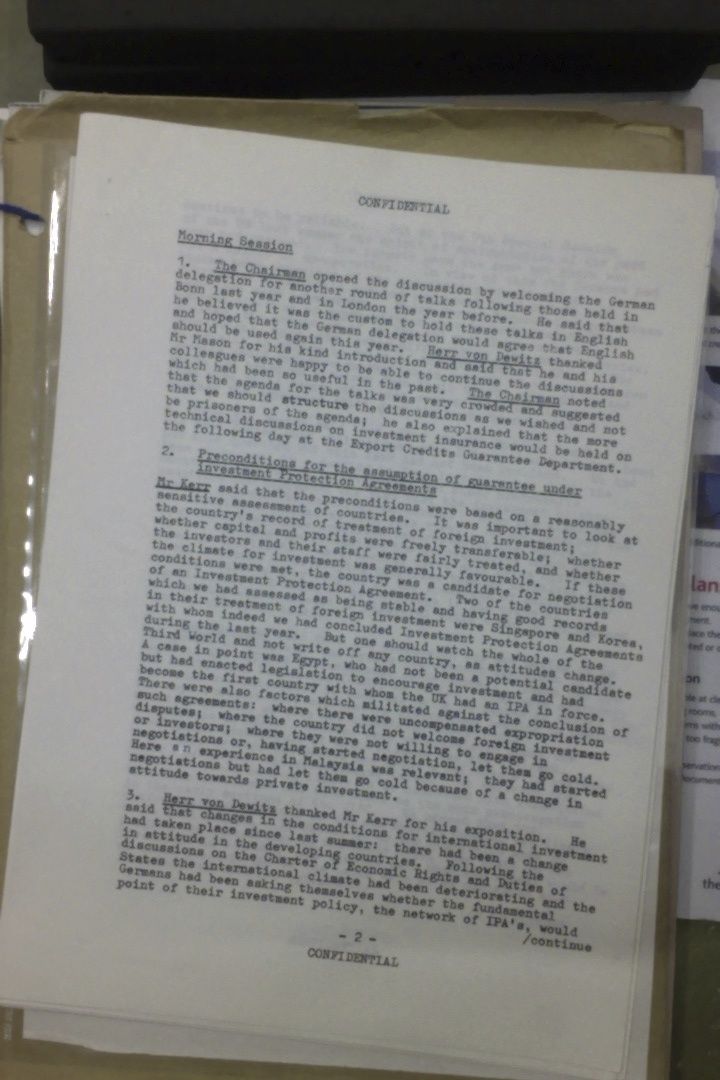 CONFIDENTIAL
Morning Session
1. The Chairman opened the discussion by welcoming the German
delegation for another round of talks following those held in
Bonn last year and in London the year before. He said that
he believed it was the custom to hold these talks in English
and hoped that the German delegation would agree that English
should be used again this year. Herr von Dewitz thanked
Mr Mason for his kind introduction and said that he and his
colleagues were happy to be able to continue the discussions
which had been so useful in the past. The Chairman noted
that the agenda for the talks was very crowded and suggested
that we should structure the discussions as we wished and not
be prisoners of the agenda; he also explained that the more
technical discussions on investment insurance would be held on
the following day at the Export Credits Guarantee Department.
2. Preconditions for the assumption of guarantee under
investment Protection Agreements
Mr Kerr said that the preconditions were based on a reasonably
sensitive assessment of countries. It was important to look at
the country's record of treatment of foreign investment;
whether capital and profits were freely transferable; whether
the investors and their staff were fairly treated, and whether
the climate for investment was generally favourable. If these
conditions were met, the country was a candidate for negotiation
of an Investment Protection Agreement. Two of the countries
which we had assessed as being stable and having good records
in their treatment of foreign investment were Singapore and Korea,
with whom indeed we had concluded Investment Protection Agreements
during the last year. But one should watch the whole of the
Third World and not write off any country, as attitudes change.
A case in point was Egypt, who had not been a potential candidate
but had enacted legislation to encourage investment and had
become the first country with whom the UK had an IPA in force.
There were also factors which militated against the conclusion of
such agreements: where there were uncompensated expropriation
disputes; where the country did not welcome foreign investment
or investors; where they were not willing to engage in
negotiations or, having started negotiation, let them go cold.
Here an experience in Malaysia was relevant; they had started
negotiations but had let them go cold because of a change in
attitude towards private investment.
3. Herr von Dewitz thanked Mr Kerr for his exposition. He
said that changes in the conditions for international investment
had taken place since last summer: there had been a change
in attitude in the developing countries. Following the
discussions on the Charter of Economic Rights and Duties of
States the international climate had been deteriorating and the
Germans had been asking themselves whether the fundamental
point of their investment policy, the network of IPA's, would
/continue
- 2 -
CONFIDENTIAL